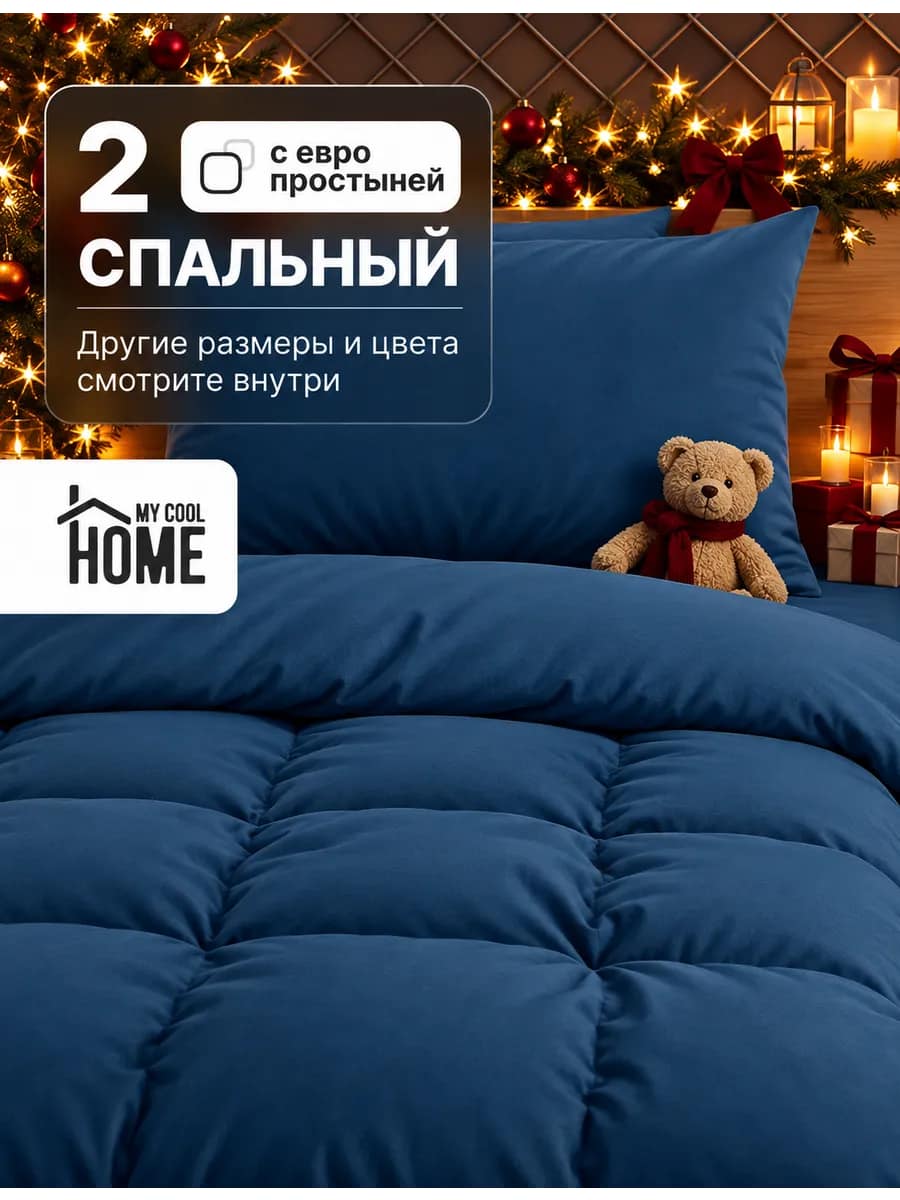 2
с евро
простыней
СПАЛЬНЫЙ
Другие размеры и цвета
смотрите внутри
MY COOL
HOME